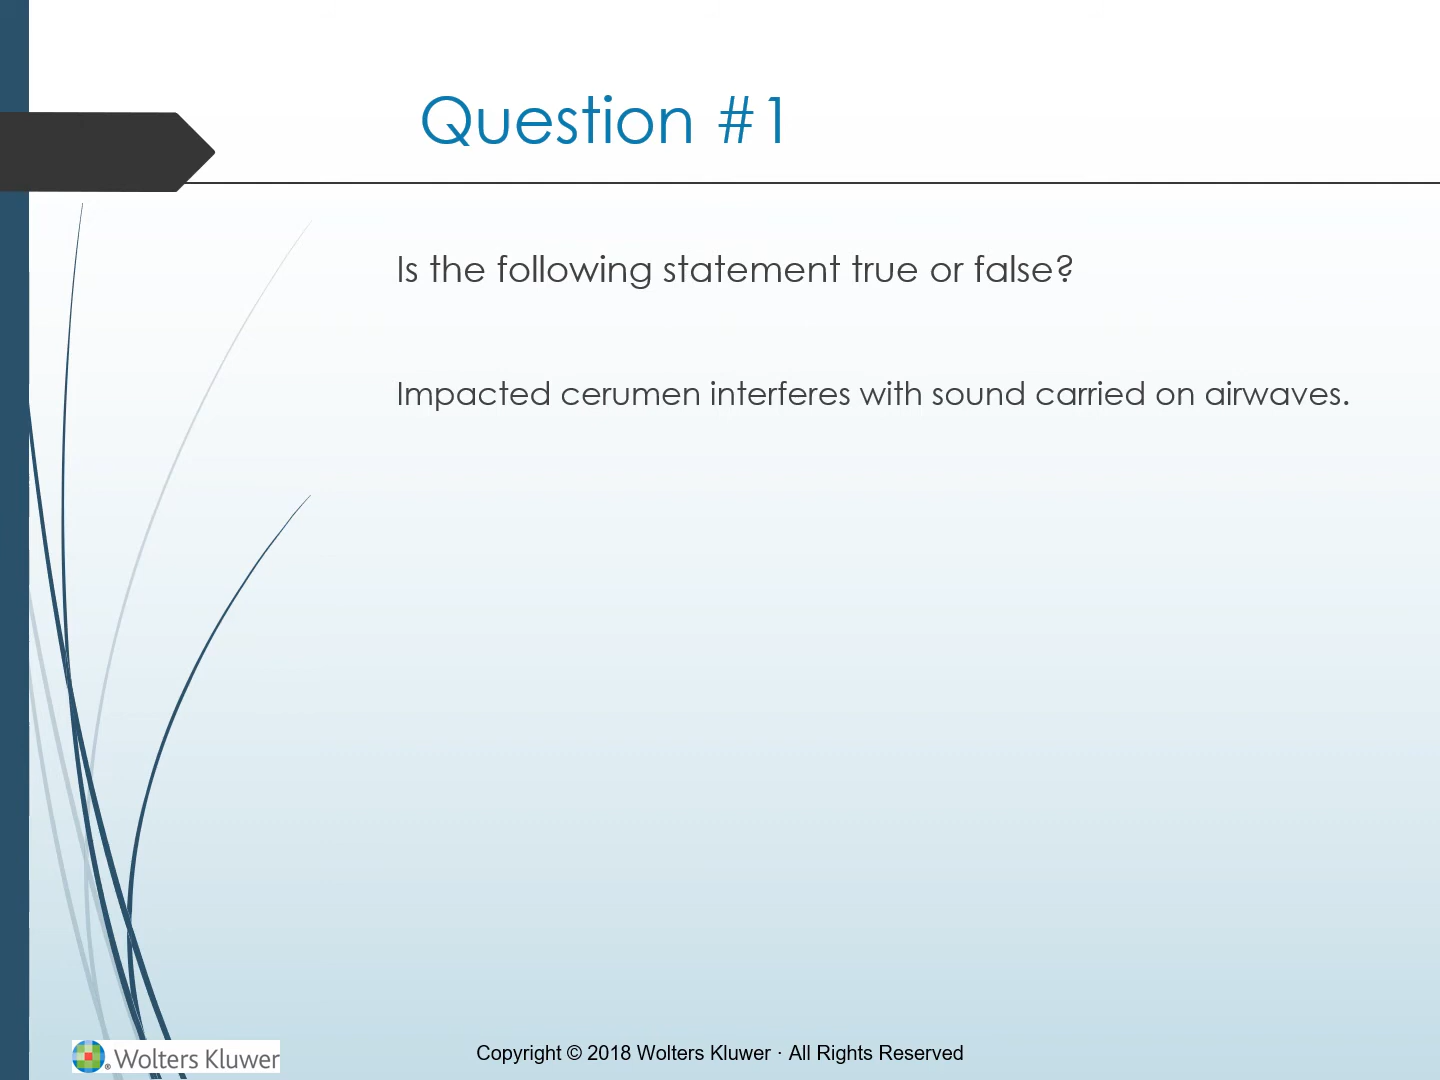 Question #1
Is the following statement true or false?
Impacted cerumen interferes with sound carried on airwaves.
Wolters Kluwer
Copyright © 2018 Wolters Kluwer · All Rights Reserved